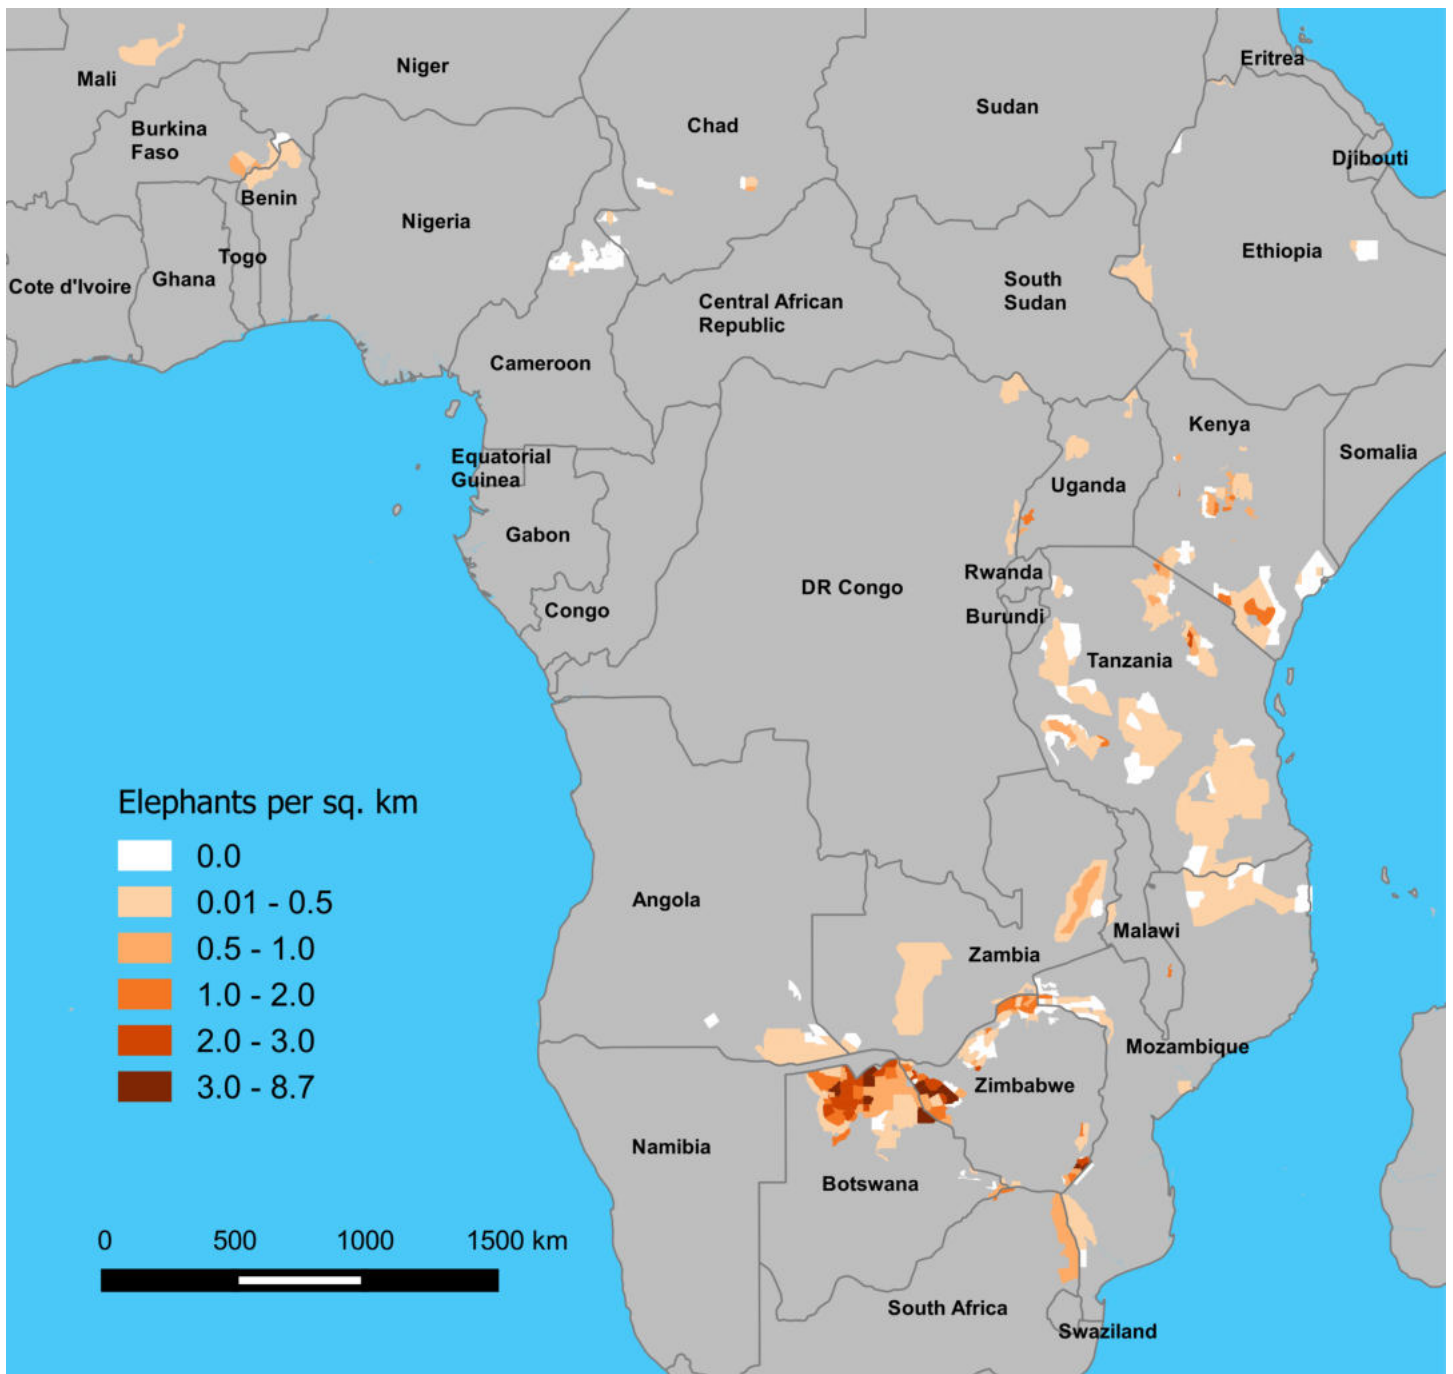 Eritrea
Niger
Mali
Sudan
Chad
Burkina
Faso
Djibouti
Benin
Nigeria
Ethiopia
Togo
Ghana
Cote d'Ivoire
South
Sudan
Central African
Republic
Cameroon
Kenya
Somalia
Equatorial
Guinea
Uganda
Gabon
Rwanda
DR Congo
Congo
Burundi
Tanzania
Elephants per sq. km
0.0
0.01 - 0.5
0.5 - 1.0
1.0 - 2.0
2.0 - 3.0
3.0 - 8.7
Angola
Malawi
Zambia
Mozambique
Zimbabwe
Namibia
Botswana
0 500 1000 1500 km
South Africa
Swaziland